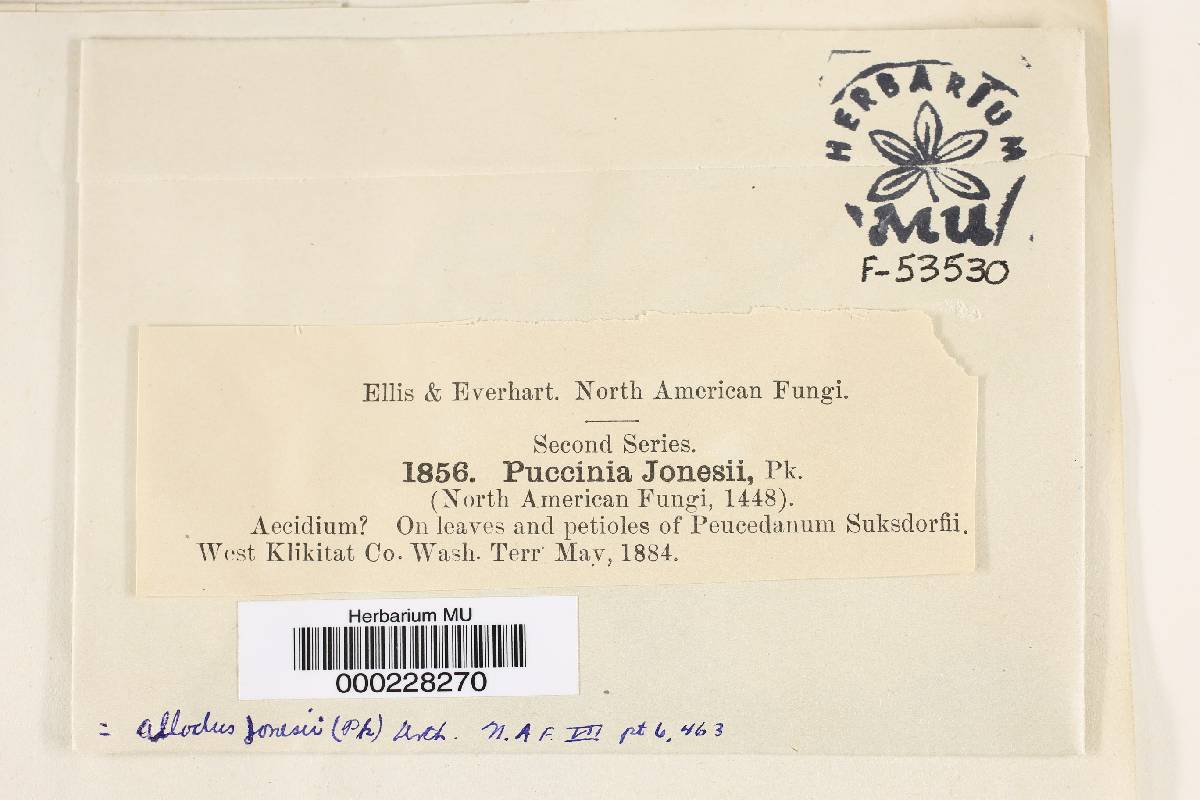 HERBARIUM
MU
F-53530
Ellis & Everhart. North American Fungi.
Second Series.
1856. Puccinia Jonesii, Pk.
(North American Fungi, 1448).
Aecidium? On leaves and petioles of Peucedanum Suksdorfii.
West Klikitat Co. Wash. Terr May, 1884.
Herbarium MU
000228270
= Allodus Jonesii (Pk) Arth. N. A F. VII pt 6, 463